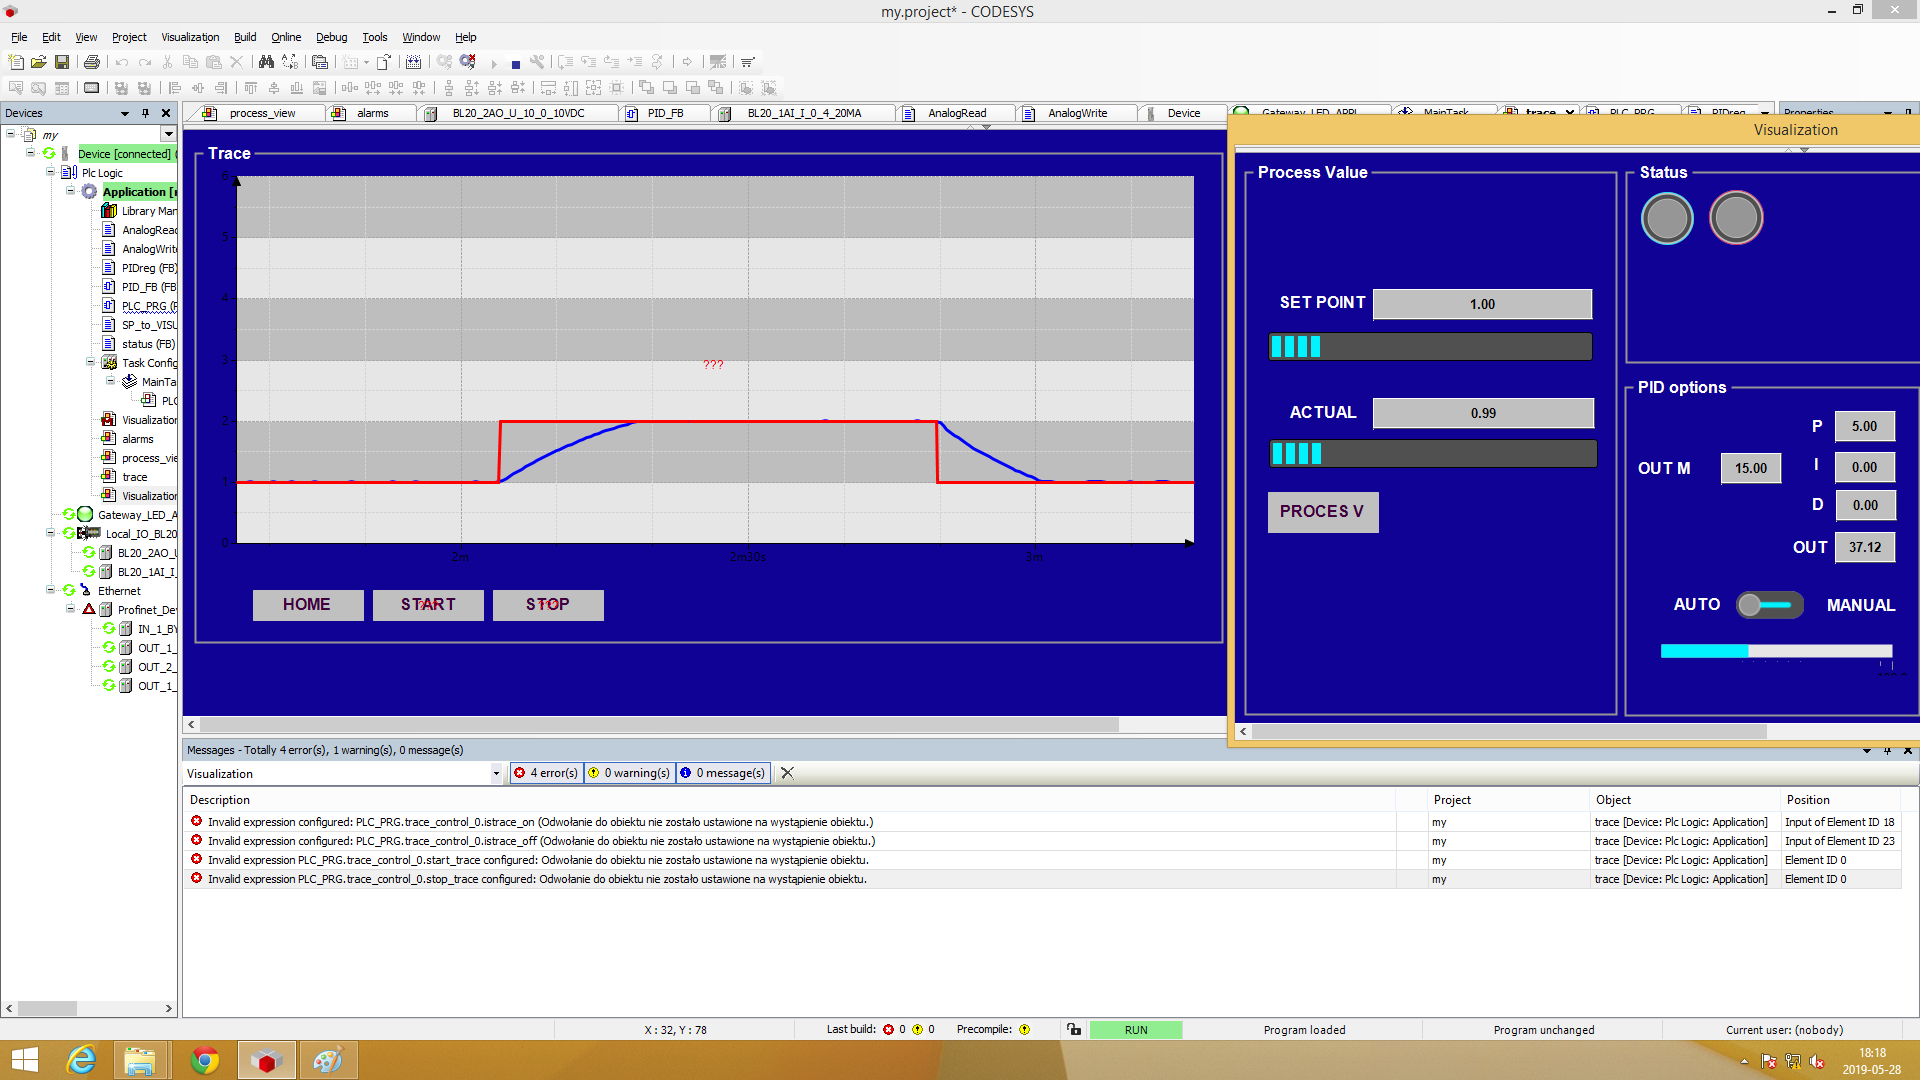 my.project* - CODESYS
File Edit View Project Visualization Build Online Debug Tools Window Help
Devices
process_view alarms BL20_2AO_U_10_0_10VDC PID_FB BL20_1AI_I_0_4_20MA AnalogRead AnalogWrite Device Gateway_LED_APPL MainTask trace PLC_PRG PIDreg Properties
my
Device [connected] (
Plc Logic
Application [r
Library Man
AnalogRead
AnalogWrite
PIDreg (FB)
PID_FB (FB
PLC_PRG (P
SP_to_VISU
status (FB)
Task Config
MainTa
PLC
Visualization
alarms
process_vie
trace
Visualization
Gateway_LED_A
Local_IO_BL20
BL20_2AO_U
BL20_1AI_I_
Ethernet
Profinet_Dev
IN_1_BY
OUT_1_
OUT_2_
OUT_1_
Trace
6
5
4
3
2
1
0
???
2m 2m30s 3m
HOME START STOP
Visualization
Process Value
SET POINT 1.00
ACTUAL 0.99
PROCES V
Status
PID options
P 5.00
OUT M 15.00 I 0.00
D 0.00
OUT 37.12
AUTO MANUAL
Messages - Totally 4 error(s), 1 warning(s), 0 message(s)
Visualization 4 error(s) 0 warning(s) 0 message(s)
Description Project Object Position
Invalid expression configured: PLC_PRG.trace_control_0.istrace_on (Odwołanie do obiektu nie zostało ustawione na wystąpienie obiektu.) my trace [Device: Plc Logic: Application] Input of Element ID 18
Invalid expression configured: PLC_PRG.trace_control_0.istrace_off (Odwołanie do obiektu nie zostało ustawione na wystąpienie obiektu.) my trace [Device: Plc Logic: Application] Input of Element ID 23
Invalid expression PLC_PRG.trace_control_0.start_trace configured: Odwołanie do obiektu nie zostało ustawione na wystąpienie obiektu. my trace [Device: Plc Logic: Application] Element ID 0
Invalid expression PLC_PRG.trace_control_0.stop_trace configured: Odwołanie do obiektu nie zostało ustawione na wystąpienie obiektu. my trace [Device: Plc Logic: Application] Element ID 0
X : 32, Y : 78 Last build: 0 0 Precompile: RUN Program loaded Program unchanged Current user: (nobody)
18:18
2019-05-28